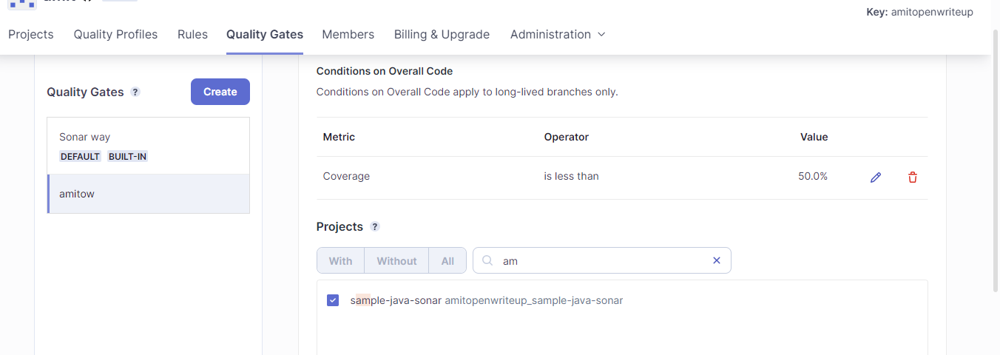 Key: amitopenwriteup
Projects Quality Profiles Rules Quality Gates Members Billing & Upgrade Administration
Quality Gates ?
Create
Sonar way
DEFAULT BUILT-IN
amitow
Conditions on Overall Code
Conditions on Overall Code apply to long-lived branches only.
Metric Operator Value
Coverage is less than 50.0%
Projects ?
With Without All am
sample-java-sonar amitopenwriteup_sample-java-sonar